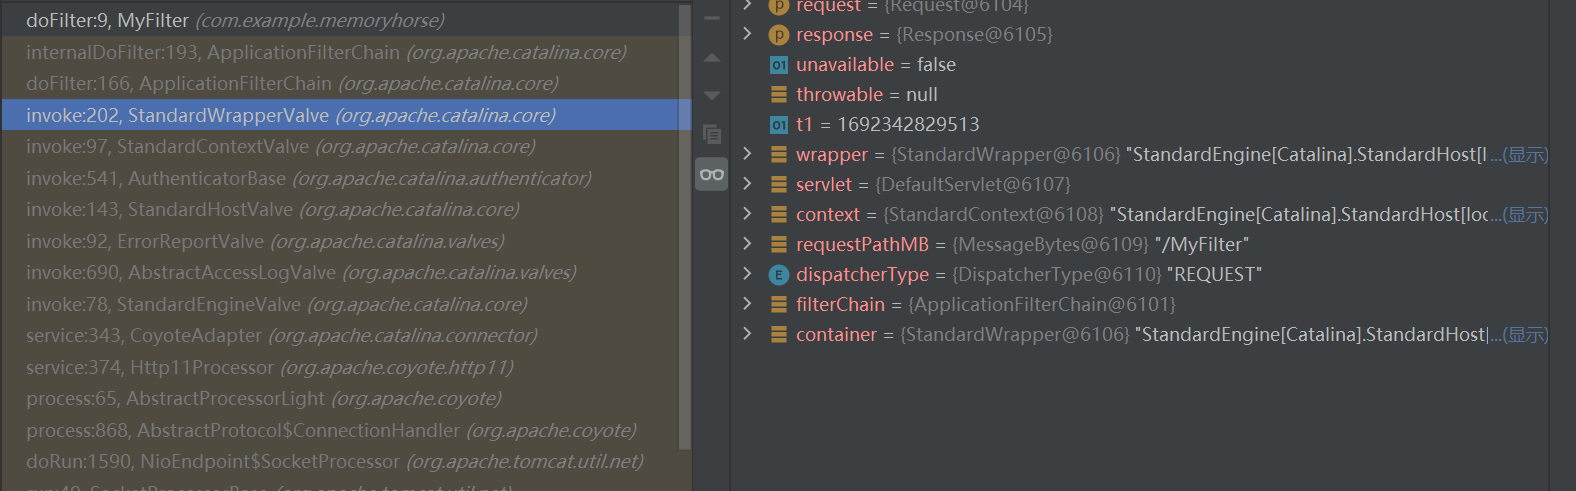 doFilter:9, MyFilter (com.example.memoryhorse)
internalDoFilter:193, ApplicationFilterChain (org.apache.catalina.core)
doFilter:166, ApplicationFilterChain (org.apache.catalina.core)
invoke:202, StandardWrapperValve (org.apache.catalina.core)
invoke:97, StandardContextValve (org.apache.catalina.core)
invoke:541, AuthenticatorBase (org.apache.catalina.authenticator)
invoke:143, StandardHostValve (org.apache.catalina.core)
invoke:92, ErrorReportValve (org.apache.catalina.valves)
invoke:690, AbstractAccessLogValve (org.apache.catalina.valves)
invoke:78, StandardEngineValve (org.apache.catalina.core)
service:343, CoyoteAdapter (org.apache.catalina.connector)
service:374, Http11Processor (org.apache.coyote.http11)
process:65, AbstractProcessorLight (org.apache.coyote)
process:868, AbstractProtocol$ConnectionHandler (org.apache.coyote)
doRun:1590, NioEndpoint$SocketProcessor (org.apache.tomcat.util.net)
run:49, SocketProcessorBase (org.apache.tomcat.util.net)
p request = {Request@6104}
p response = {Response@6105}
01 unavailable = false
throwable = null
01 t1 = 1692342829513
wrapper = {StandardWrapper@6106} "StandardEngine[Catalina].StandardHost[l ...(显示)
servlet = {DefaultServlet@6107}
context = {StandardContext@6108} "StandardEngine[Catalina].StandardHost[loc...(显示)
requestPathMB = {MessageBytes@6109} "/MyFilter"
E dispatcherType = {DispatcherType@6110} "REQUEST"
filterChain = {ApplicationFilterChain@6101}
container = {StandardWrapper@6106} "StandardEngine[Catalina].StandardHost[...(显示)